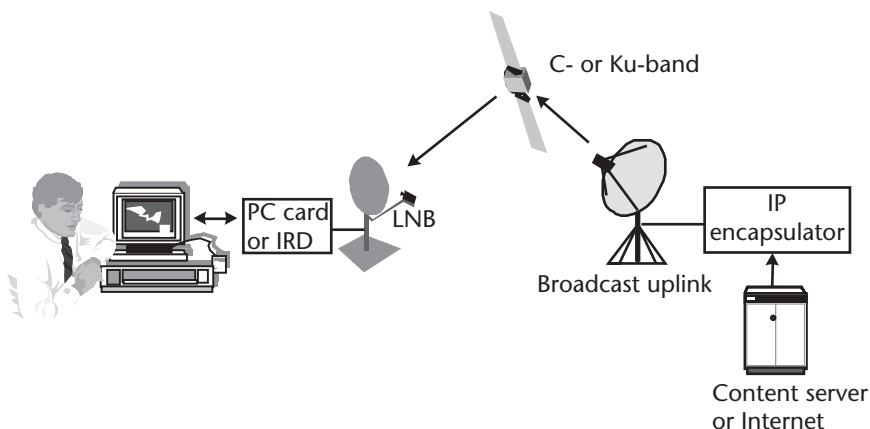 C- or Ku-band
PC card
or IRD
LNB
IP
encapsulator
Broadcast uplink
Content server
or Internet